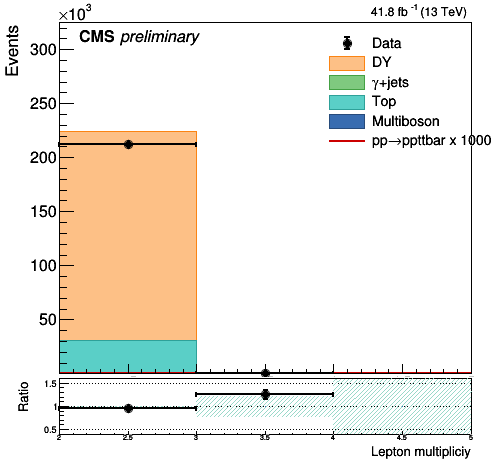 ×10³
41.8 fb⁻¹ (13 TeV)
CMS preliminary
Events
300
250
200
150
100
50
Data
DY
γ+jets
Top
Multiboson
pp→ppttbar x 1000
Ratio
1.5
1
0.5
2 2.5 3 3.5 4 4.5 5
Lepton multipliciy